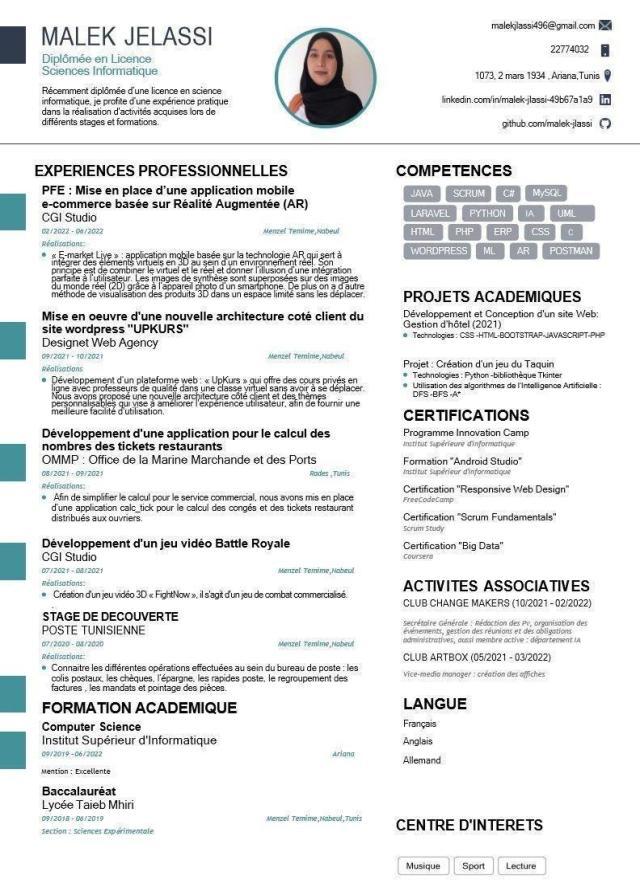 MALEK JELASSI
Diplômée en Licence
Sciences Informatique
Récemment diplômée d'une licence en science
informatique, je profite d'une expérience pratique
dans la réalisation d'activités acquises lors de
différents stages et formations.
malekjlassi496@gmail.com
22774032
1073, 2 mars 1934 , Ariana,Tunis
linkedin.com/in/malek-jlassi-49b67a1a9
github.com/malek-jlassi
EXPERIENCES PROFESSIONNELLES
PFE : Mise en place d'une application mobile
e-commerce basée sur Réalité Augmentée (AR)
CGI Studio
02/2022 - 06/2022 Menzel Temime,Nabeul
Réalisations:
« E-market Live » : application mobile basée sur la technologie AR qui sert à
intégrer des éléments virtuels en 3D au sein d'un environnement réel. Son
principe est de combiner le virtuel et le réel et donner l'illusion d'une intégration
parfaite à l'utilisateur. Les images de synthèse sont superposées sur des images
du monde réel (2D) grâce à l'appareil photo d'un smartphone. De plus on a d'autre
méthode de visualisation des produits 3D dans un espace limité sans les déplacer.
Mise en oeuvre d'une nouvelle architecture coté client du
site wordpress "UPKURS"
Designet Web Agency
09/2021 - 10/2021 Menzel Temime,Nabeul
Réalisations
Développement d'un plateforme web : « UpKurs » qui offre des cours privés en
ligne avec professeurs de qualité dans une classe virtuel sans avoir à se déplacer.
Nous avons proposé une nouvelle architecture côté client et des thèmes
personnalisables qui vise à améliorer l'expérience utilisateur, afin de fournir une
meilleure facilité d'utilisation.
Développement d'une application pour le calcul des
nombres des tickets restaurants
OMMP : Office de la Marine Marchande et des Ports
08/2021 - 09/2021 Rades ,Tunis
Réalisations:
Afin de simplifier le calcul pour le service commercial, nous avons mis en place
d'une application calc_tick pour le calcul des congés et des tickets restaurant
distribués aux ouvriers.
Développement d'un jeu vidéo Battle Royale
CGI Studio
07/2021 - 08/2021 Menzel Temime,Nabeul
Réalisations:
Création d'un jeu vidéo 3D « FightNow », il s'agit d'un jeu de combat commercialisé.
.
STAGE DE DECOUVERTE
POSTE TUNISIENNE
07/2020 - 08/2020 Menzel Temime,Nabeul
Réalisations:
Connaitre les différentes opérations effectuées au sein du bureau de poste : les
colis postaux, les chèques, l'épargne, les rapides poste, le regroupement des
factures , les mandats et pointage des pièces.
FORMATION ACADEMIQUE
Computer Science
Institut Supérieur d'Informatique
09/2019 -06/2022 Ariana
Mention : Excellente
Baccalauréat
Lycée Taieb Mhiri
09/2018 - 06/2019 Menzel Temime,Nabeul,Tunis
Section : Sciences Expérimentale
COMPETENCES
JAVA SCRUM C# MySQL
LARAVEL PYTHON IA UML
HTML PHP ERP CSS c
WORDPRESS ML AR POSTMAN
PROJETS ACADEMIQUES
Développement et Conception d'un site Web:
Gestion d'hôtel (2021)
Technologies : CSS -HTML-BOOTSTRAP-JAVASCRIPT-PHP
Projet : Création d'un jeu du Taquin
Technologies : Python -bibliothèque Tkinter
Utilisation des algorithmes de l'Intelligence Artificielle :
DFS -BFS -A*
CERTIFICATIONS
Programme Innovation Camp
Institut Supérieure d'informatique
Formation "Android Studio"
Institut Supérieur d'informatique
Certification "Responsive Web Design"
FreeCodeCamp
Certification "Scrum Fundamentals"
Scrum Study
Certification "Big Data"
Coursera
ACTIVITES ASSOCIATIVES
CLUB CHANGE MAKERS (10/2021 - 02/2022)
Secrétaire Générale : Rédaction des Pv, organisation des
événements, gestion des réunions et des obligations
administratives, aussi membre active : département IA
CLUB ARTBOX (05/2021 - 03/2022)
Vice-media manager : création des affiches
LANGUE
Français
Anglais
Allemand
CENTRE D'INTERETS
Musique Sport Lecture